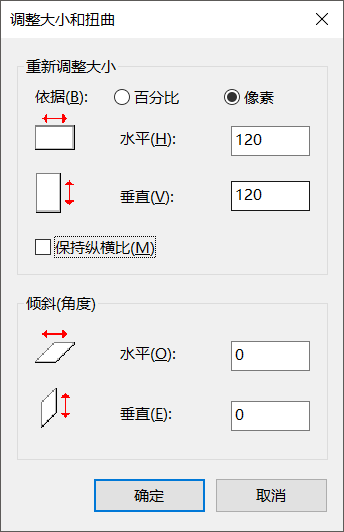 调整大小和扭曲
重新调整大小
依据(B): 百分比 像素
水平(H): 120
垂直(V): 120
保持纵横比(M)
倾斜(角度)
水平(O): 0
垂直(E): 0
确定 取消